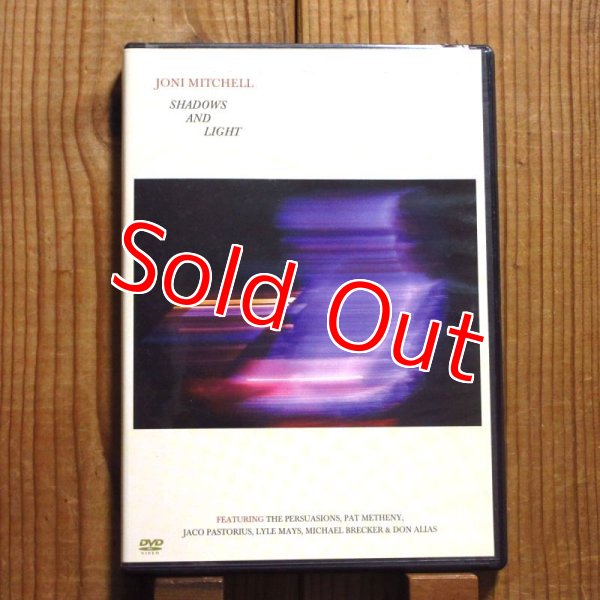 JONI MITCHELL
SHADOWS
AND
LIGHT
Sold Out
FEATURING THE PERSUASIONS, PAT METHENY,
JACO PASTORIUS, LYLE MAYS, MICHAEL BRECKER & DON ALIAS
DVD
VIDEO